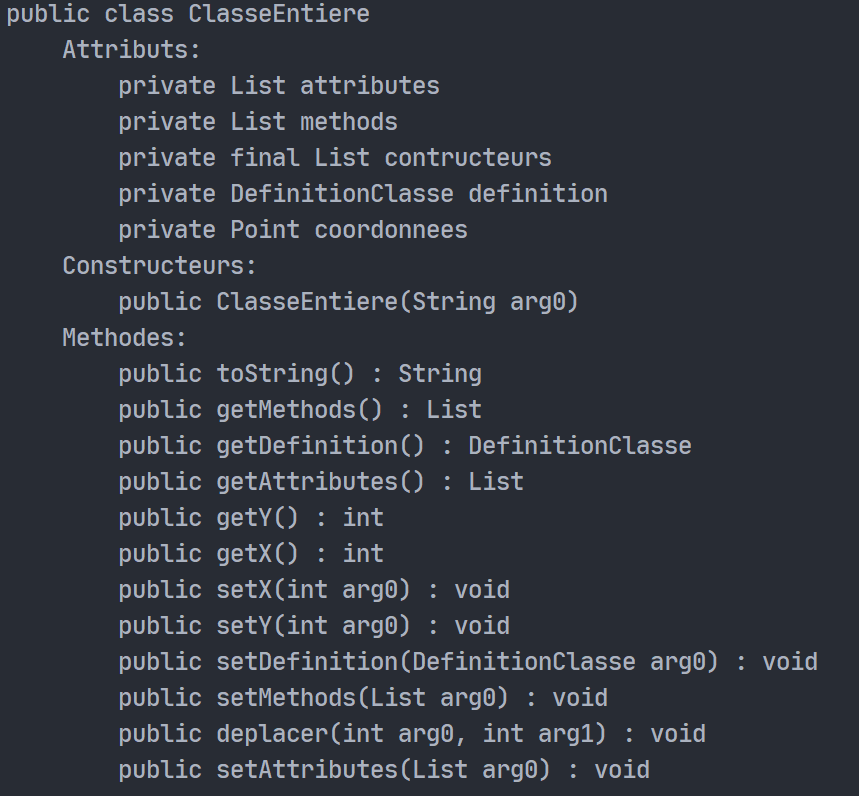 public class ClasseEntiere
Attributs:
private List attributes
private List methods
private final List contructeurs
private DefinitionClasse definition
private Point coordonnees
Constructeurs:
public ClasseEntiere(String arg0)
Methodes:
public toString() : String
public getMethods() : List
public getDefinition() : DefinitionClasse
public getAttributes() : List
public getY() : int
public getX() : int
public setX(int arg0) : void
public setY(int arg0) : void
public setDefinition(DefinitionClasse arg0) : void
public setMethods(List arg0) : void
public deplacer(int arg0, int arg1) : void
public setAttributes(List arg0) : void